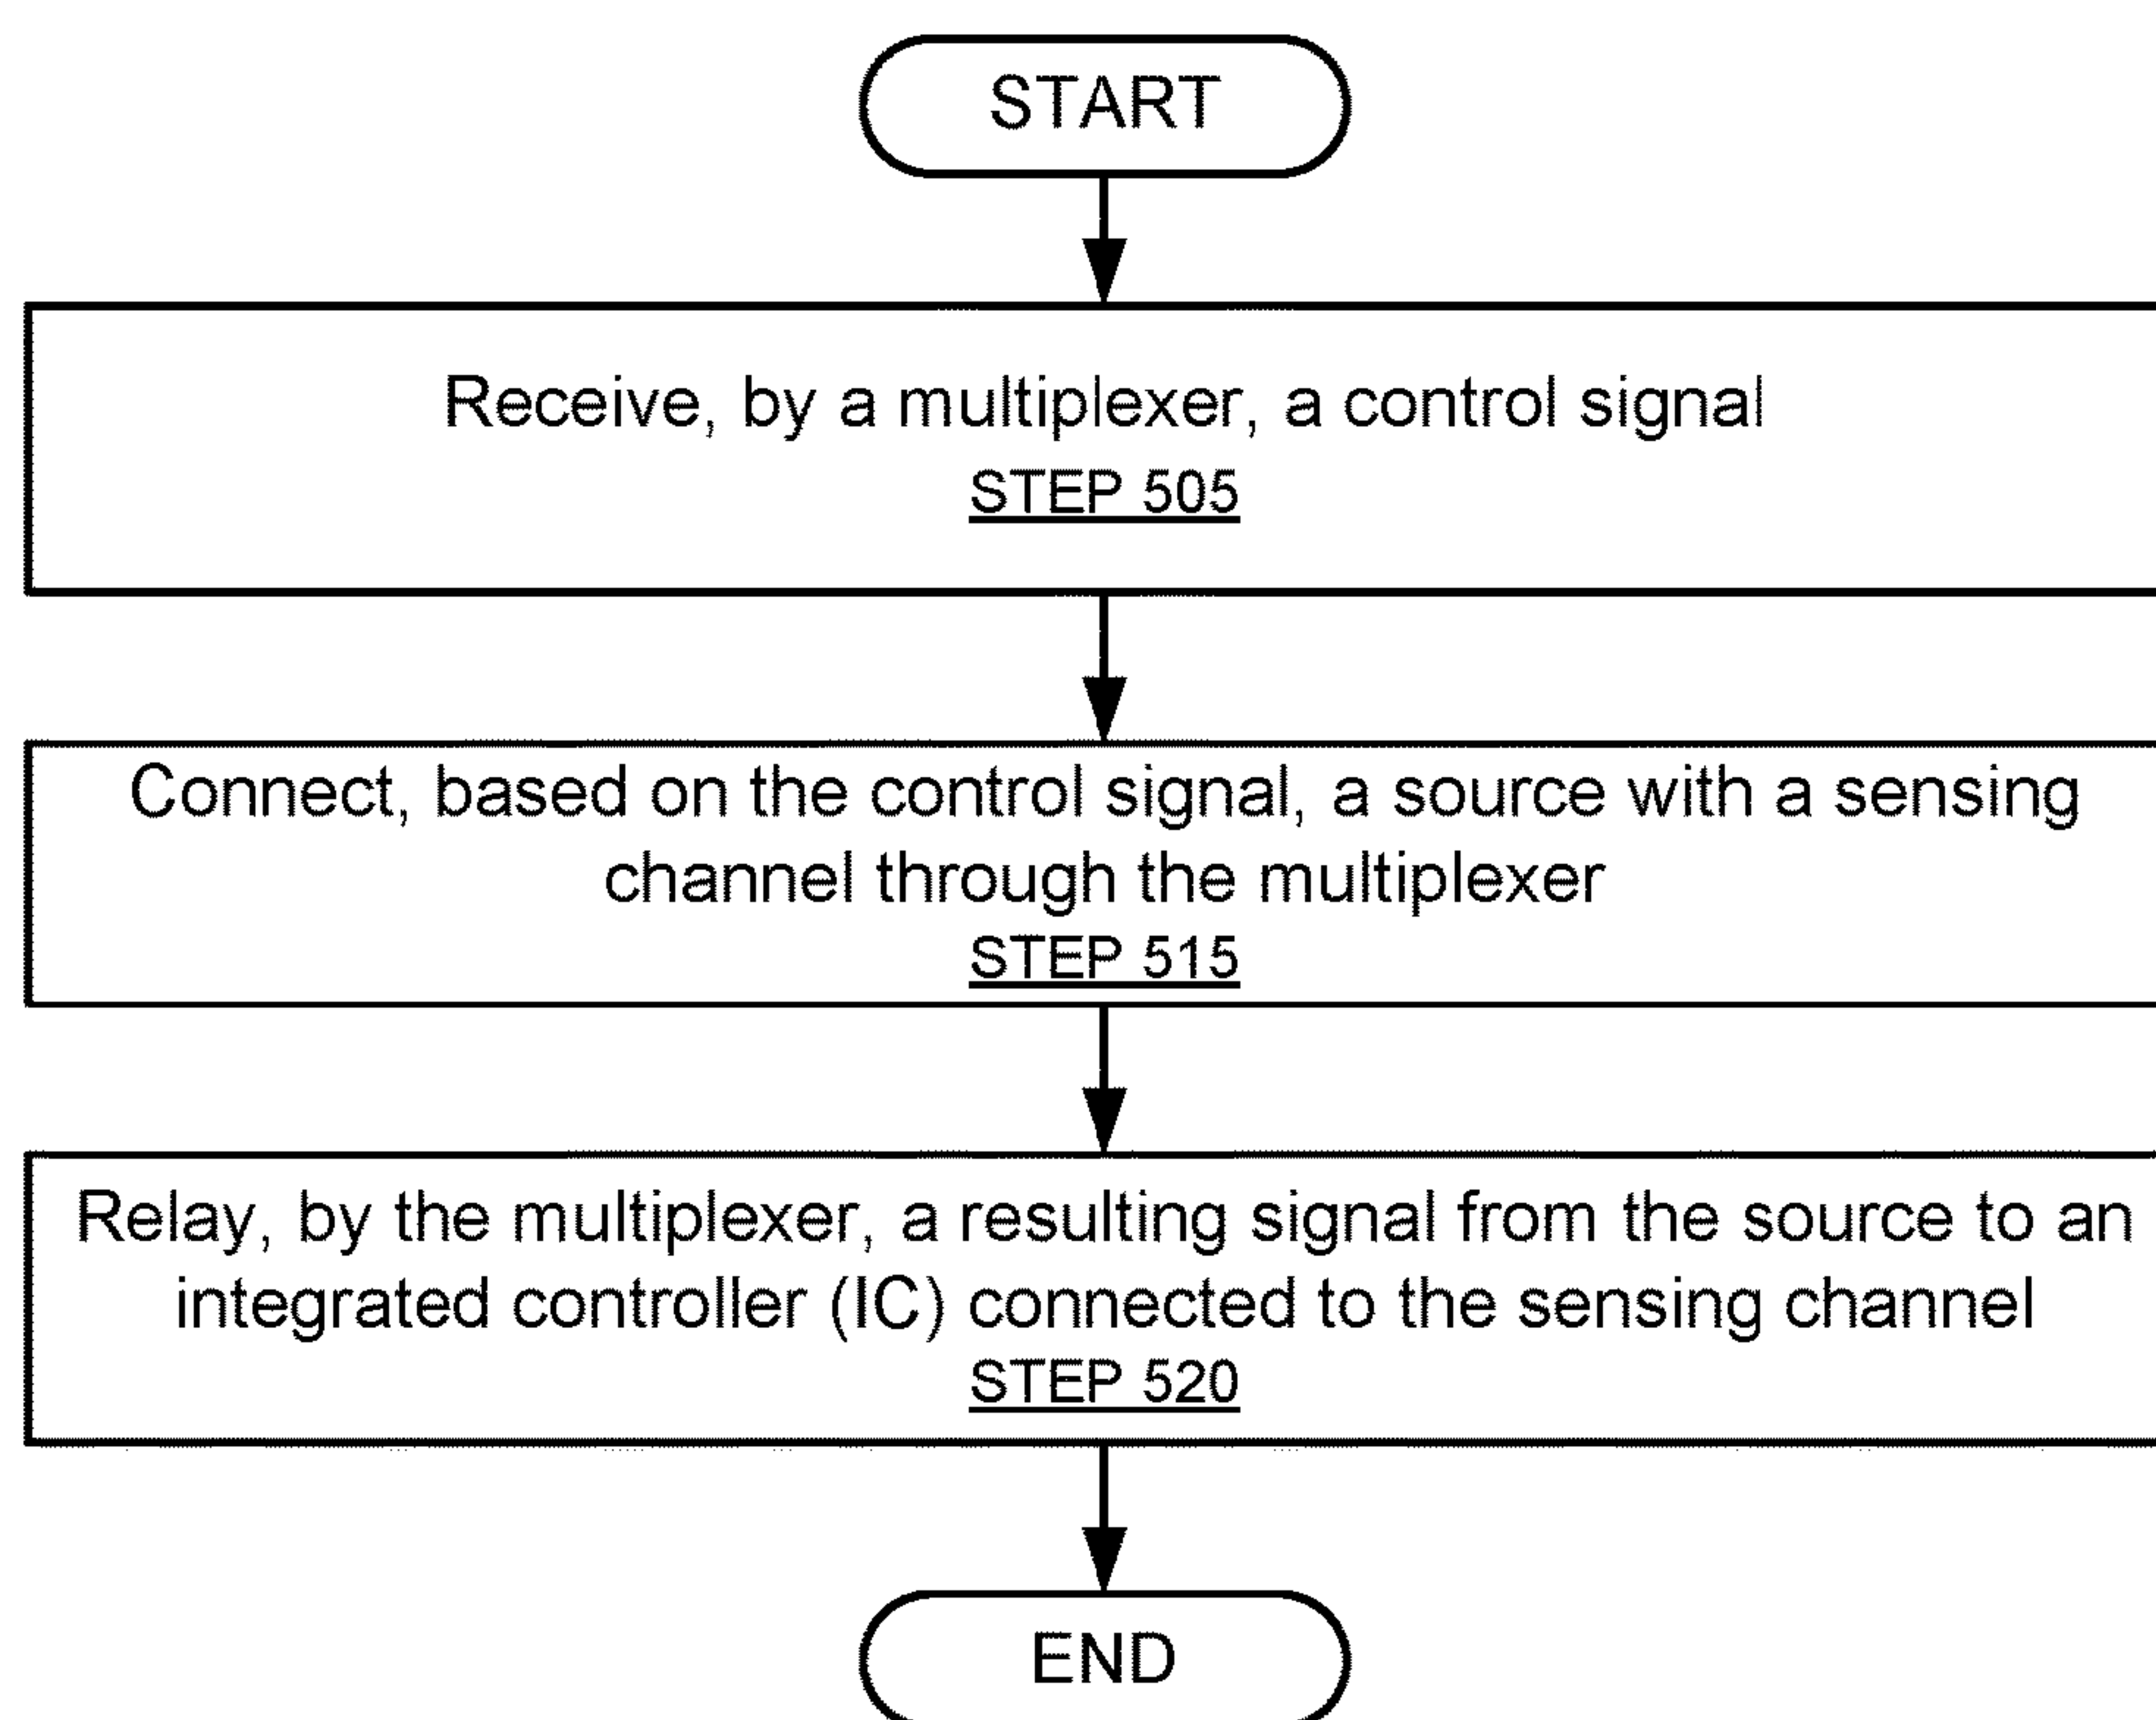 START
Receive, by a multiplexer, a control signal
STEP 505
Connect, based on the control signal, a source with a sensing
channel through the multiplexer
STEP 515
Relay, by the multiplexer, a resulting signal from the source to an
integrated controller (IC) connected to the sensing channel
STEP 520
END